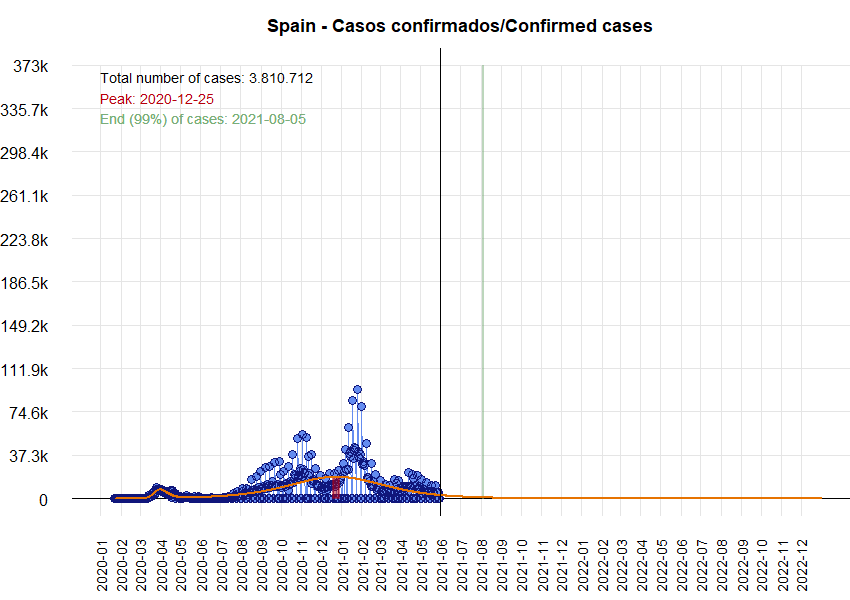 Spain - Casos confirmados/Confirmed cases
Total number of cases: 3.810.712
Peak: 2020-12-25
End (99%) of cases: 2021-08-05
373k
335.7k
298.4k
261.1k
223.8k
186.5k
149.2k
111.9k
74.6k
37.3k
0
2020-01
2020-02
2020-03
2020-04
2020-05
2020-06
2020-07
2020-08
2020-09
2020-10
2020-11
2020-12
2021-01
2021-03
2021-04
2021-05
2021-06
2021-07
2021-08
2021-09
2021-10
2021-11
2021-12
2022-01
2022-02
2022-03
2022-04
2022-05
2022-06
2022-07
2022-08
2022-09
2022-10
2022-11
2022-12